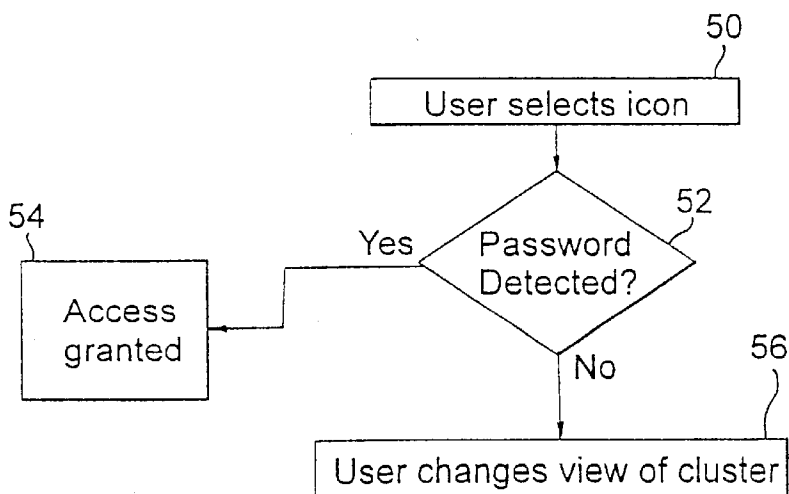 50
User selects icon
52
Password
Detected?
Yes
54
Access
granted
No
56
User changes view of cluster